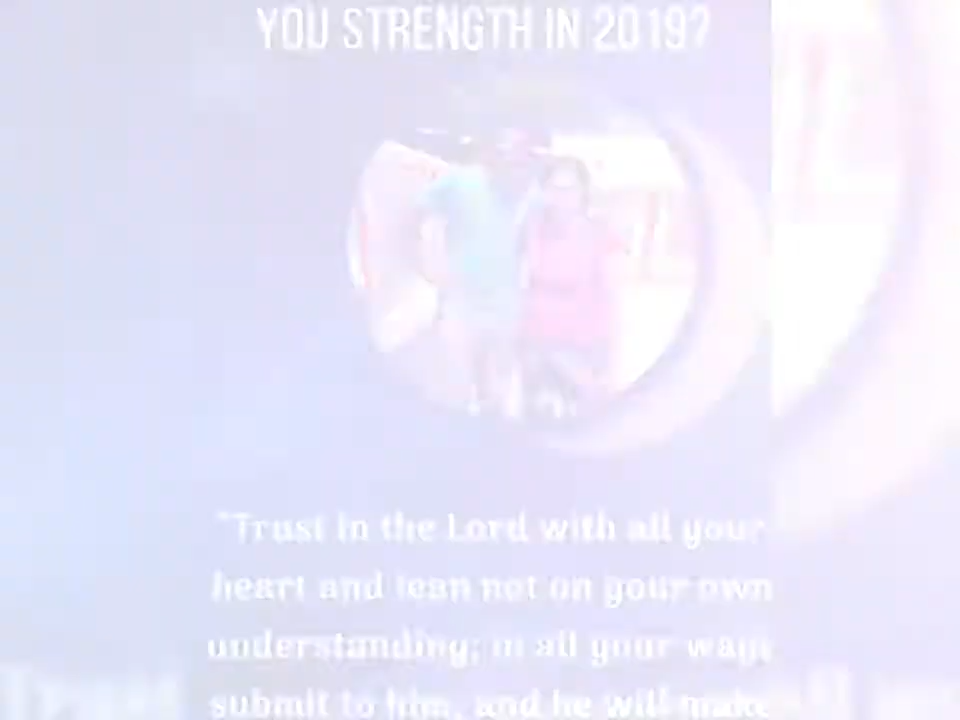 YOU STRENGTH IN 2019?
"Trust in the Lord with all your
heart and lean not on your own
understanding; in all your ways
submit to him, and he will make
Trust